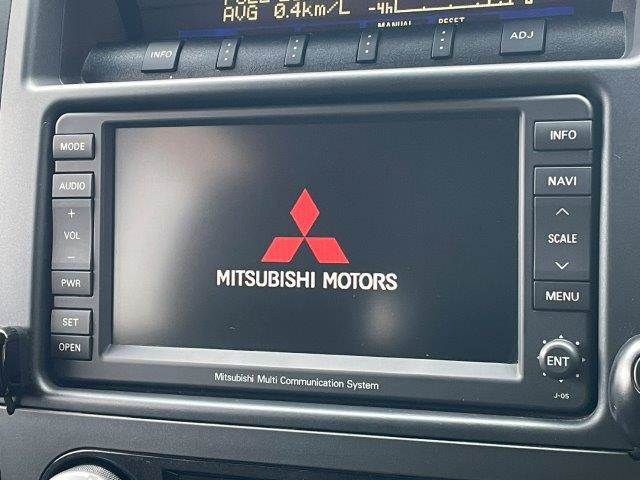 AVG 0.4km/L -4h
MANUAL RESET
INFO ADJ
MODE
AUDIO
+
VOL
−
PWR
SET
OPEN
MITSUBISHI MOTORS
Mitsubishi Multi Communication System
INFO
NAVI
SCALE
MENU
ENT
J-05